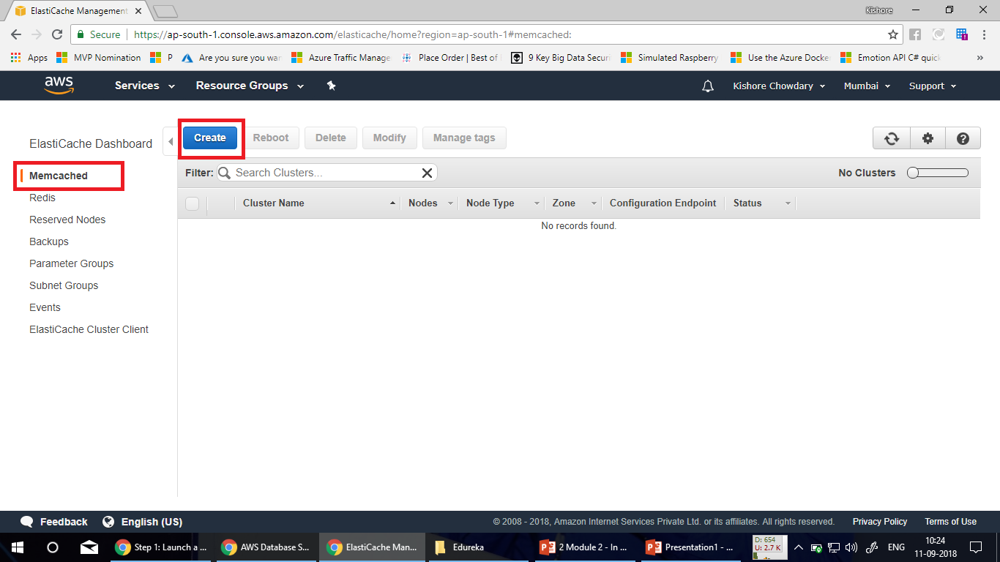 ElastiCache Management
Kishore
Secure
https://ap-south-1.console.aws.amazon.com/elasticache/home?region=ap-south-1#memcached:
Apps
MVP Nomination
P
Are you sure you wan
Azure Traffic Manage
Place Order | Best of
9 Key Big Data Securi
Simulated Raspberry
Use the Azure Docke
Emotion API C# quick
»
aws
Services
Resource Groups
Kishore Chowdary
Mumbai
Support
ElastiCache Dashboard
Memcached
Redis
Reserved Nodes
Backups
Parameter Groups
Subnet Groups
Events
ElastiCache Cluster Client
Create
Reboot
Delete
Modify
Manage tags
Filter:
Search Clusters...
No Clusters
Cluster Name
Nodes
Node Type
Zone
Configuration Endpoint
Status
No records found.
Feedback
English (US)
© 2008 - 2018, Amazon Internet Services Private Ltd. or its affiliates. All rights reserved.
Privacy Policy
Terms of Use
Step 1: Launch a ...
AWS Database S...
ElastiCache Man...
Edureka
2 Module 2 - In ...
Presentation1 - ...
D: 654
U: 2.7 K
ENG
10:24
11-09-2018